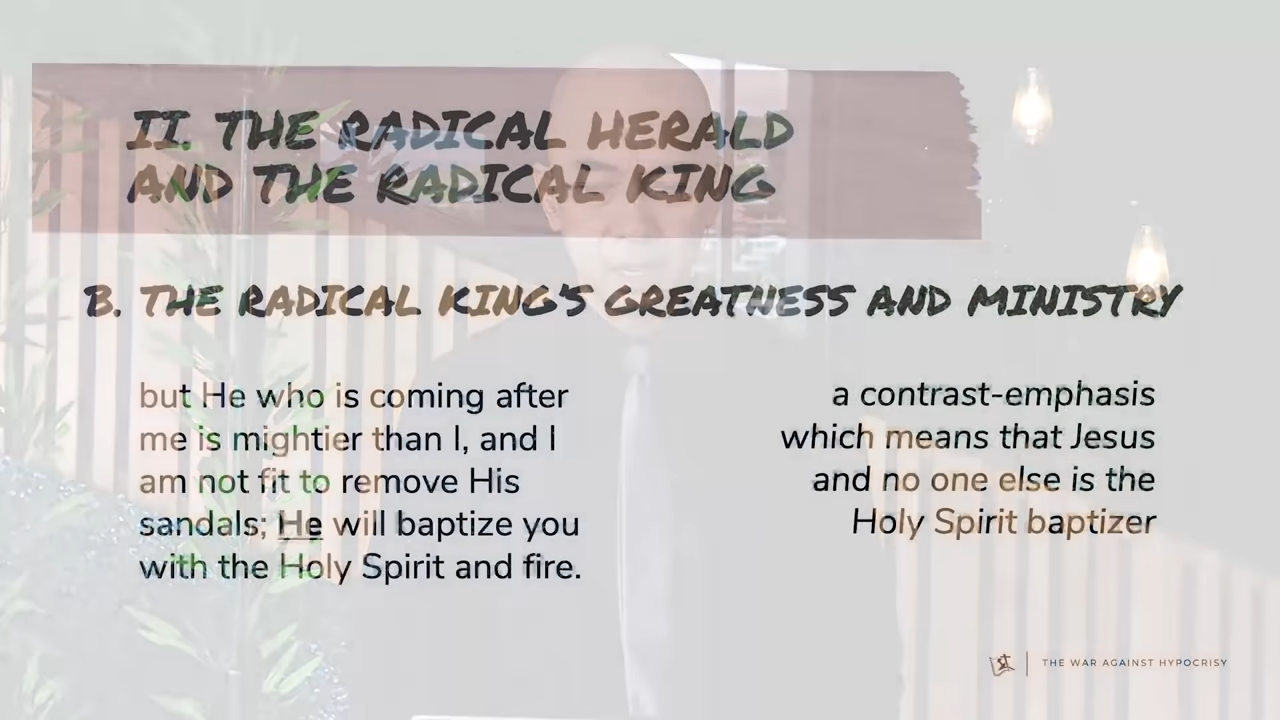 II. THE RADICAL HERALD
AND THE RADICAL KING
B. THE RADICAL KING'S GREATNESS AND MINISTRY
but He who is coming after
me is mightier than I, and I
am not fit to remove His
sandals; He will baptize you
with the Holy Spirit and fire.
a contrast-emphasis
which means that Jesus
and no one else is the
Holy Spirit baptizer
THE WAR AGAINST HYPOCRISY